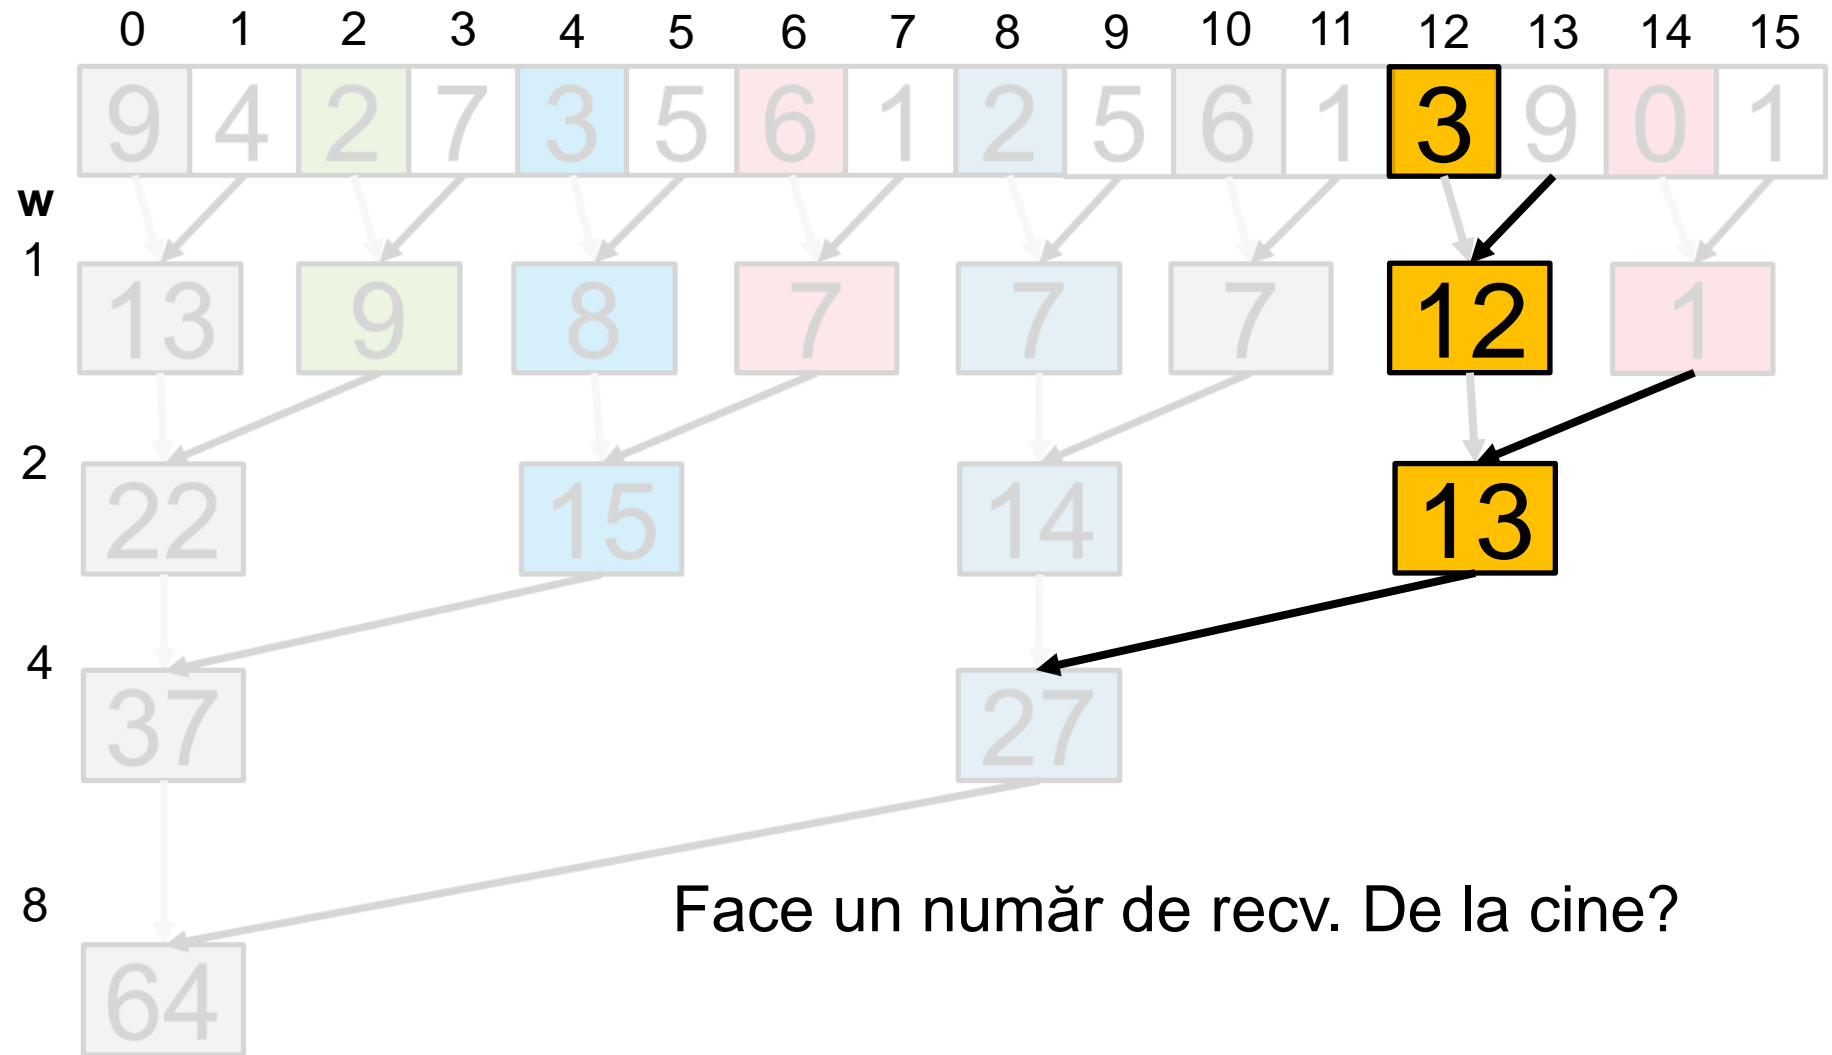 0 1 2 3 4 5 6 7 8 9 10 11 12 13 14 15
9 4 2 7 3 5 6 1 2 5 6 1 3 9 0 1
w
1
13 9 8 7 7 7 12 1
2
22 15 14 13
4
37 27
8
Face un număr de recv. De la cine?
64